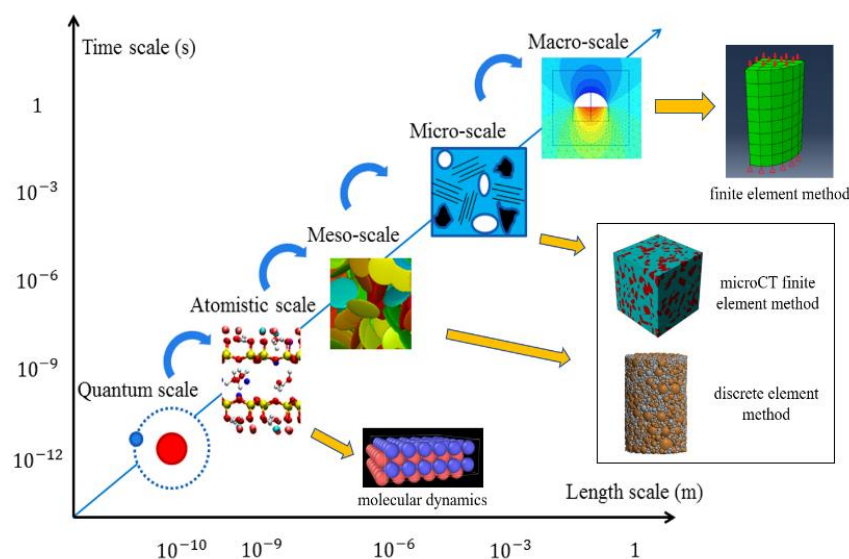 Time scale (s)
Macro-scale
1
Micro-scale
finite element method
10⁻³
Meso-scale
10⁻⁶
microCT finite
element method
Atomistic scale
10⁻⁹
Quantum scale
discrete element
method
10⁻¹²
molecular dynamics
Length scale (m)
10⁻¹⁰ 10⁻⁹ 10⁻⁶ 10⁻³ 1